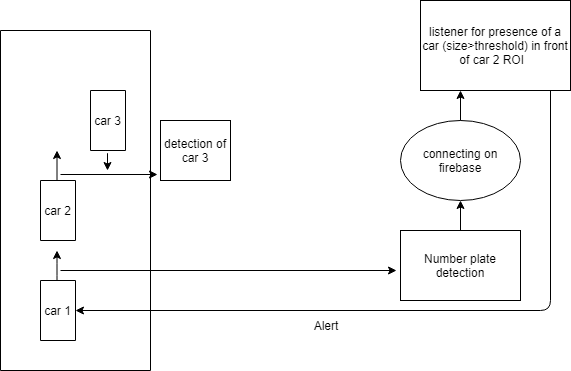 listener for presence of a
car (size>threshold) in front
of car 2 ROI
car 3
detection of
car 3
connecting on
firebase
car 2
Number plate
detection
car 1
Alert